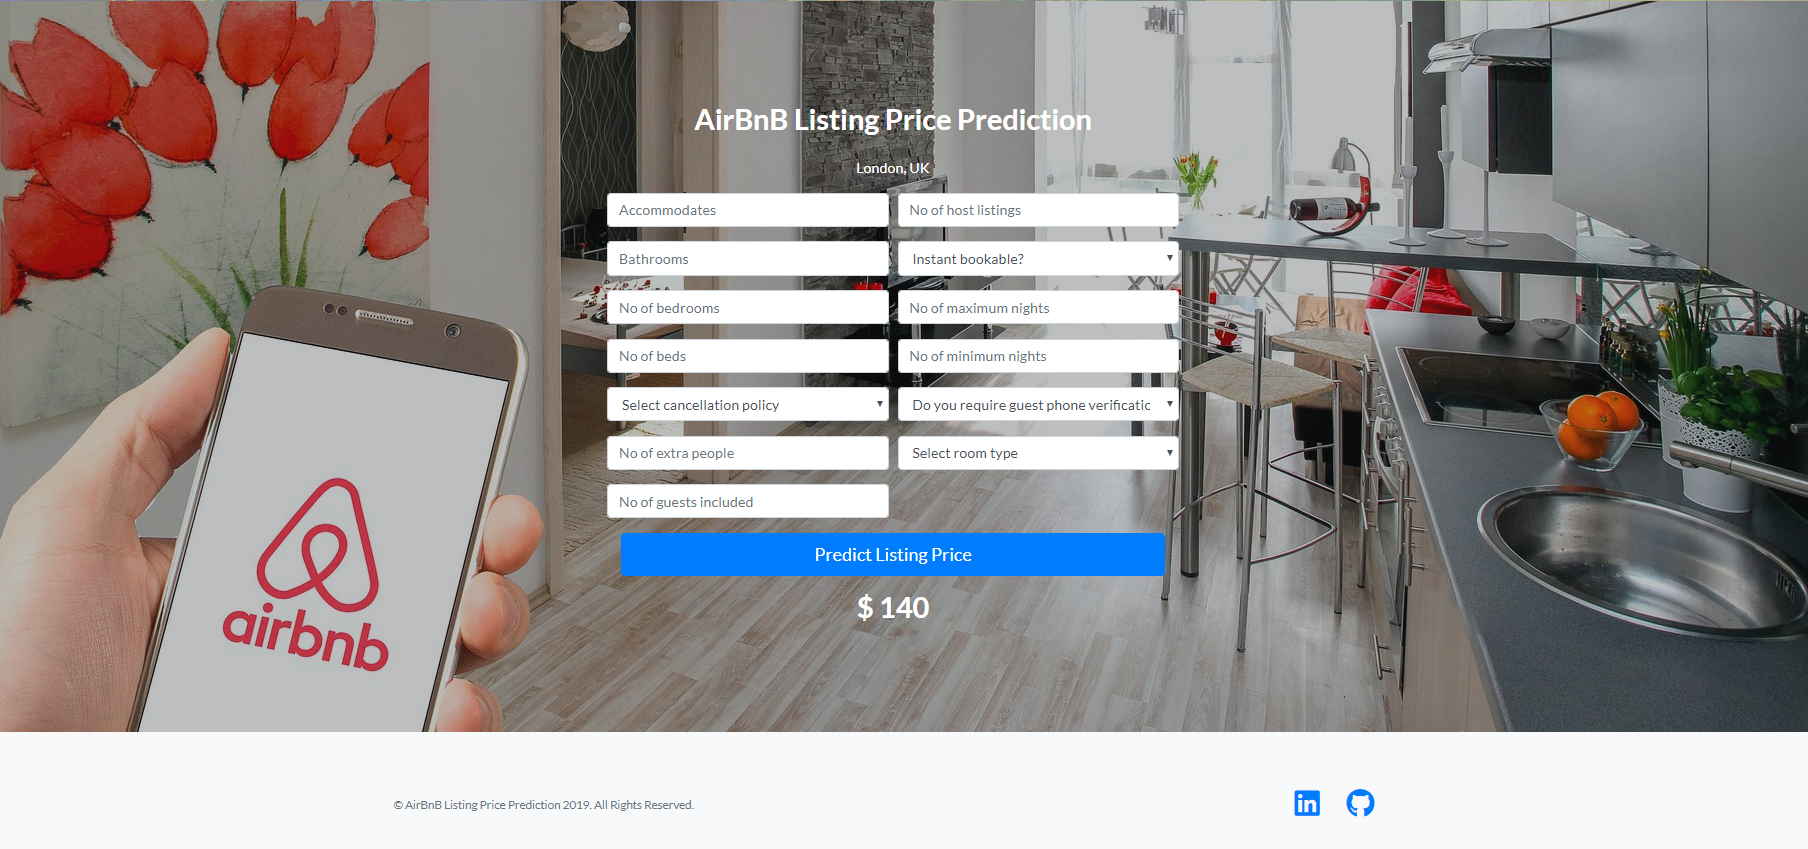 AirBnB Listing Price Prediction
London, UK
Accommodates
No of host listings
Bathrooms
Instant bookable?
No of bedrooms
No of maximum nights
No of beds
No of minimum nights
Select cancellation policy
Do you require guest phone verificatic
No of extra people
Select room type
No of guests included
Predict Listing Price
$ 140
airbnb
© AirBnB Listing Price Prediction 2019. All Rights Reserved.
in